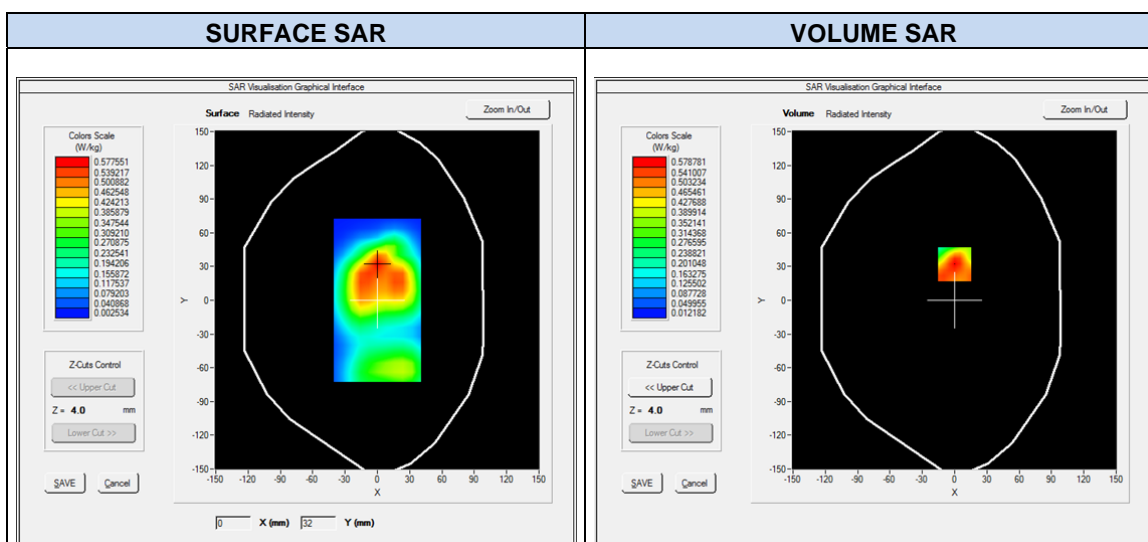 SURFACE SAR
VOLUME SAR
SAR Visualisation Graphical Interface
Surface Radiated Intensity
Zoom In/Out
Colors Scale
(W/kg)
0.577551
0.539217
0.500882
0.462548
0.424213
0.385879
0.347544
0.309210
0.270875
0.232541
0.194206
0.155872
0.117537
0.079203
0.040868
0.002534
Z-Cuts Control
<< Upper Cut
Z = 4.0 mm
Lower Cut >>
SAVE Cancel
150
120
90
60
30
0
-30
-60
-90
-120
-150
Y
-150 -120 -90 -60 -30 0 30 60 90 120 150
X
0 X (mm) 32 Y (mm)
SAR Visualisation Graphical Interface
Volume Radiated Intensity
Zoom In/Out
Colors Scale
(W/kg)
0.578781
0.541007
0.503234
0.465461
0.427688
0.389914
0.352141
0.314368
0.276595
0.238821
0.201048
0.163275
0.125502
0.087728
0.049955
0.012182
Z-Cuts Control
<< Upper Cut
Z = 4.0 mm
Lower Cut >>
SAVE Cancel
150
120
90
60
30
0
-30
-60
-90
-120
-150
Y
-150 -120 -90 -60 -30 0 30 60 90 120 150
X